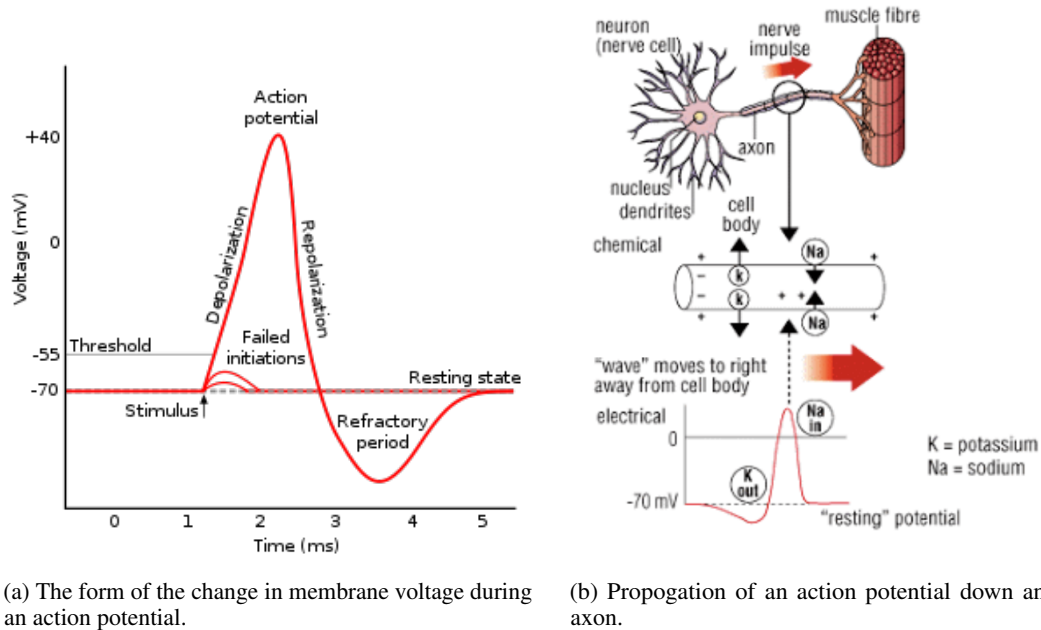 Action
potential
+40
0
-55
-70
Voltage (mV)
Depolarization
Repolarization
Threshold
Failed
initiations
Resting state
Stimulus
Refractory
period
0
1
2
3
4
5
Time (ms)
(a) The form of the change in membrane voltage during
an action potential.
neuron
(nerve cell)
nerve
impulse
muscle fibre
axon
nucleus
dendrites
cell
body
chemical
Na
+
+
−
k
−
k
+ +
+
+
Na
"wave" moves to right
away from cell body
electrical
Na
in
0
K
out
-70 mV
"resting" potential
K = potassium
Na = sodium
(b) Propogation of an action potential down an
axon.